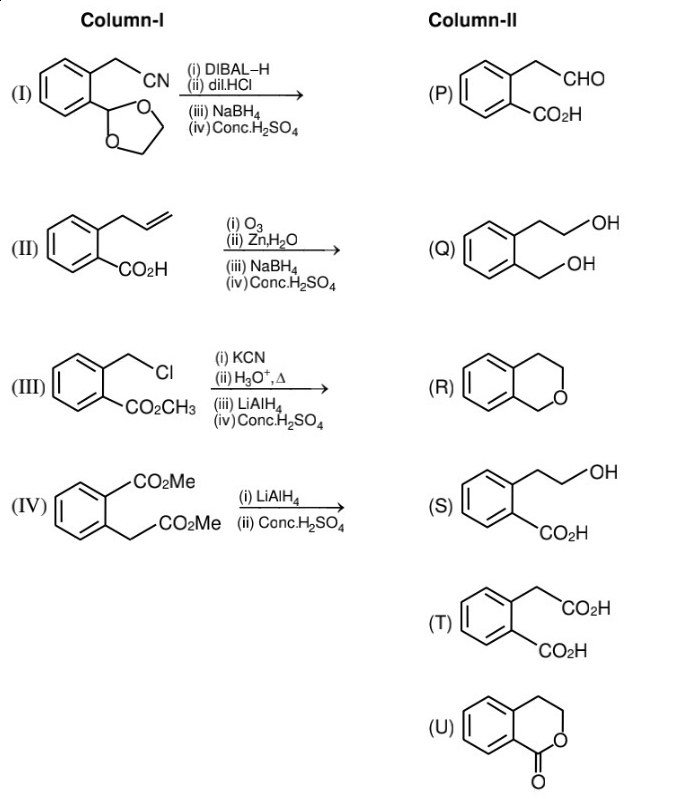 Column-I Column-II
(I) CN O O (i) DIBAL–H
(ii) dil.HCl
(iii) NaBH₄
(iv) Conc.H₂SO₄
(P) CHO
CO₂H
(II) CO₂H (i) O₃
(ii) Zn,H₂O
(iii) NaBH₄
(iv) Conc.H₂SO₄
(Q) OH
OH
(III) Cl
CO₂CH₃
(i) KCN
(ii) H₃O⁺,Δ
(iii) LiAlH₄
(iv) Conc.H₂SO₄
(R) O
(IV) CO₂Me
CO₂Me
(i) LiAlH₄
(ii) Conc.H₂SO₄
(S) OH
CO₂H
(T) CO₂H
CO₂H
(U) O
O